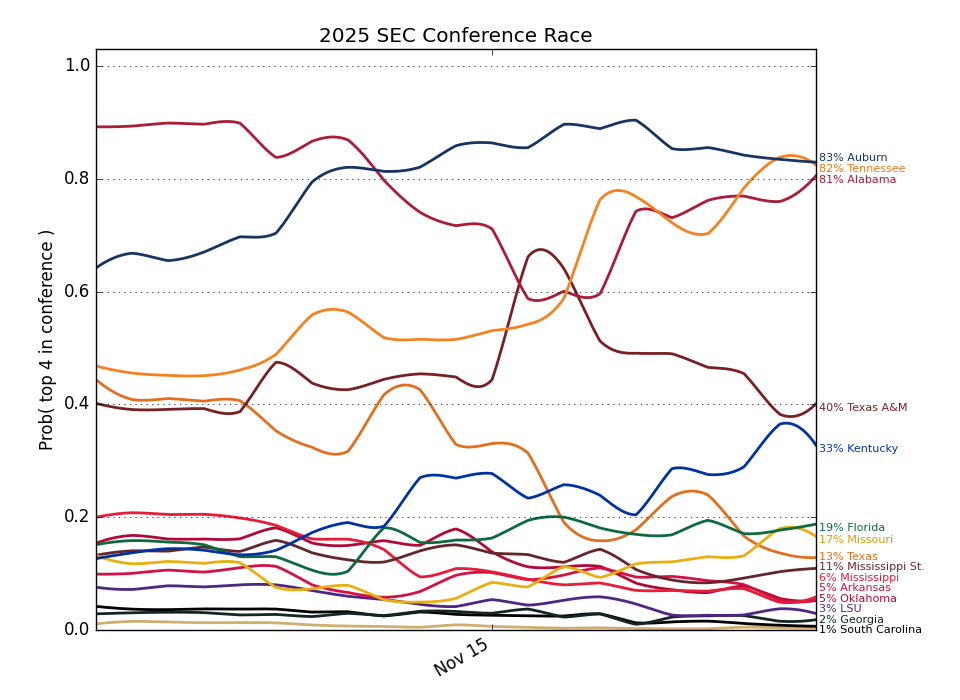 2025 SEC Conference Race
Prob( top 4 in conference )
1.0
0.8
0.6
0.4
0.2
0.0
Nov 15
83% Auburn
82% Tennessee
81% Alabama
40% Texas A&M
33% Kentucky
19% Florida
17% Missouri
13% Texas
11% Mississippi St.
6% Mississippi
5% Arkansas
5% Oklahoma
3% LSU
2% Georgia
1% South Carolina